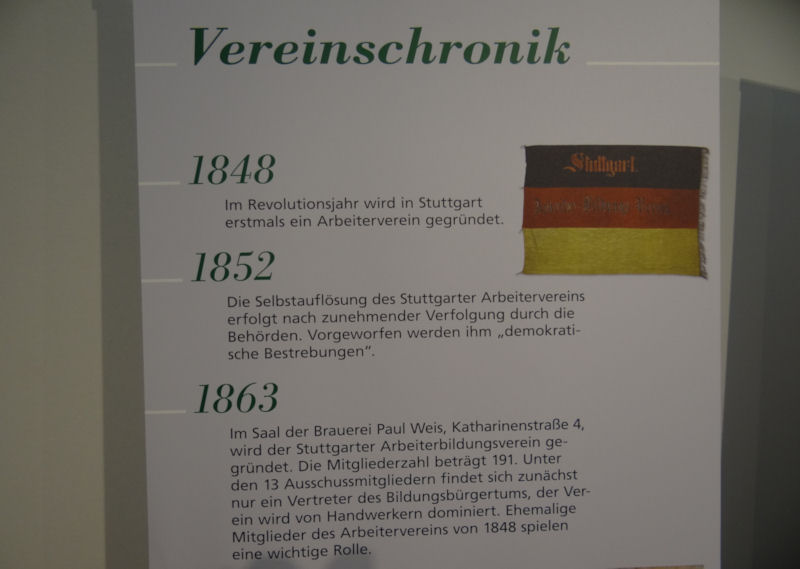 Vereinschronik
1848
Im Revolutionsjahr wird in Stuttgart
erstmals ein Arbeiterverein gegründet.
Stuttgart.
1852
Die Selbstauflösung des Stuttgarter Arbeitervereins
erfolgt nach zunehmender Verfolgung durch die
Behörden. Vorgeworfen werden ihm „demokrati-
sche Bestrebungen“.
1863
Im Saal der Brauerei Paul Weis, Katharinenstraße 4,
wird der Stuttgarter Arbeiterbildungsverein ge-
gründet. Die Mitgliederzahl beträgt 191. Unter
den 13 Ausschussmitgliedern findet sich zunächst
nur ein Vertreter des Bildungsbürgertums, der Ver-
ein wird von Handwerkern dominiert. Ehemalige
Mitglieder des Arbeitervereins von 1848 spielen
eine wichtige Rolle.